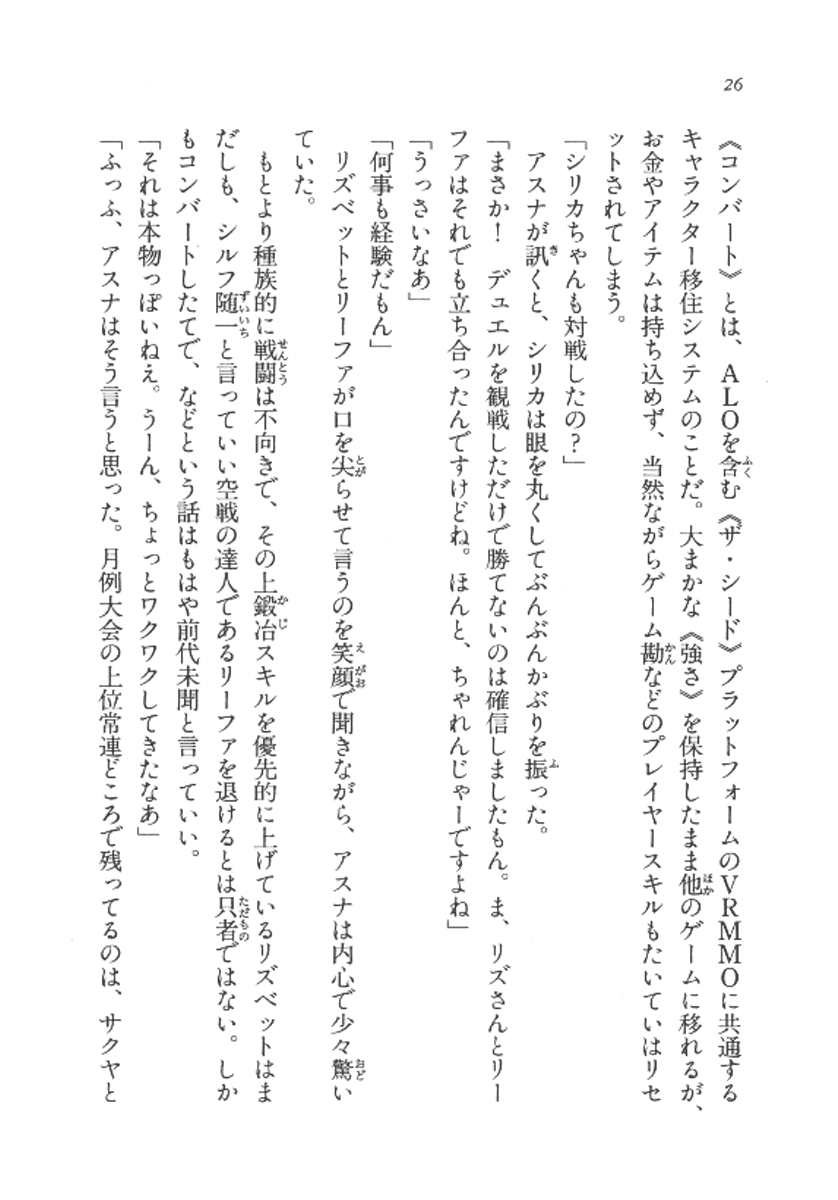 26
《コンバート》とは、ALOを含む《ザ・シード》プラットフォームのVRMMOに共通する
キャラクター移住システムのことだ。大まかな《強さ》を保持したまま他のゲームに移れるが、
お金やアイテムは持ち込めず、当然ながらゲーム勘などのプレイヤースキルもたいていはリセ
ットされてしまう。
「シリカちゃんも対戦したの?」
アスナが訊くと、シリカは眼を丸くしてぶんぶんかぶりを振った。
「まさか! デュエルを観戦しただけで勝てないのは確信しましたもん。ま、リズさんとリー
ファはそれでも立ち合ったんですけどね。ほんと、ちゃれんじゃーですよね」
「うっさいなあ」
「何事も経験だもん」
リズベットとリーファが口を尖らせて言うのを笑顔で聞きながら、アスナは内心で少々驚い
ていた。
もとより種族的に戦闘は不向きで、その上鍛冶スキルを優先的に上げているリズベットはま
だしも、シルフ随一と言っていい空戦の達人であるリーファを退けるとは只者ではない。しか
もコンバートしたてで、などという話はもはや前代未聞と言っていい。
「それは本物っぽいねえ。うーん、ちょっとワクワクしてきたなあ」
「ふっふ、アスナはそう言うと思った。月例大会の上位常連どころで残ってるのは、サクヤと